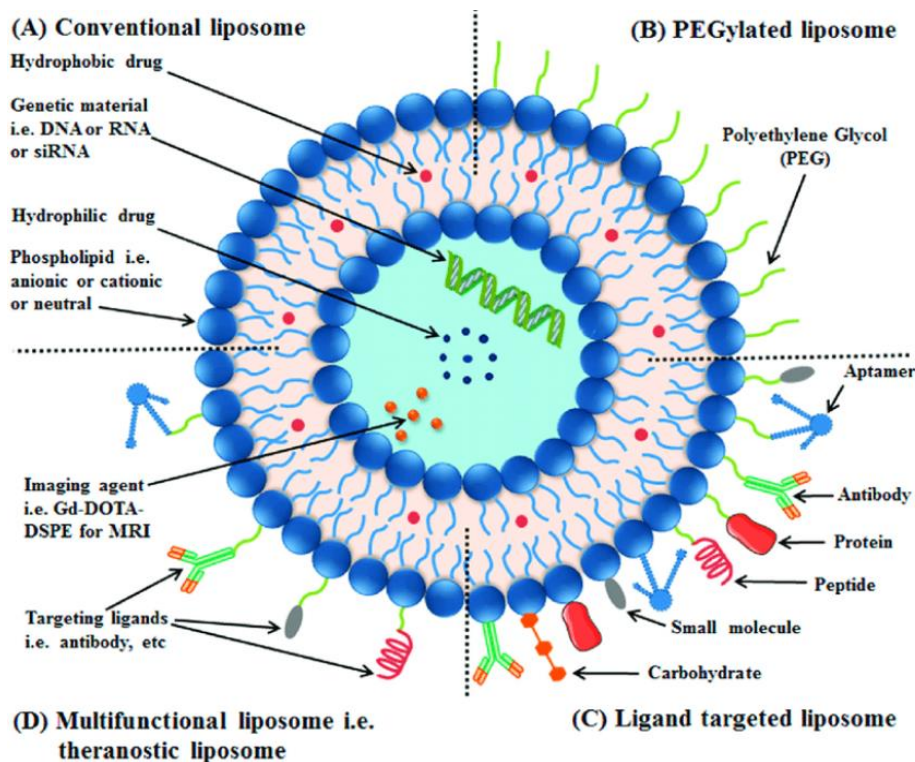 (A) Conventional liposome
(B) PEGylated liposome
Hydrophobic drug
Genetic material
i.e. DNA or RNA
or siRNA
Hydrophilic drug
Phospholipid i.e.
anionic or cationic
or neutral
Polyethylene Glycol
(PEG)
Aptamer
Antibody
Protein
Peptide
Small molecule
Carbohydrate
Imaging agent
i.e. Gd-DOTA-
DSPE for MRI
Targeting ligands
i.e. antibody, etc
(D) Multifunctional liposome i.e.
theranostic liposome
(C) Ligand targeted liposome